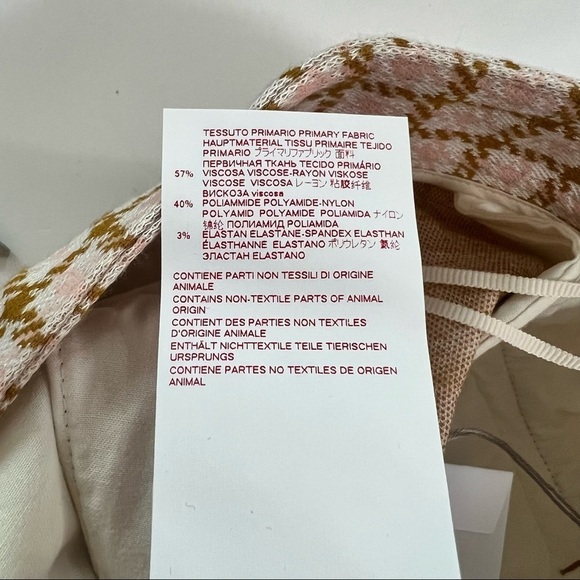 TESSUTO PRIMARIO PRIMARY FABRIC
HAUPTMATERIAL TISSU PRIMAIRE TEJIDO
PRIMARIO プライマリファブリック 面料
ПЕРВИЧНАЯ ТКАНЬ TECIDO PRIMÁRIO
57% VISCOSA VISCOSE-RAYON VISKOSE
VISCOSE VISCOSA レーヨン 粘胶纤维
ВИСКОЗА viscosa
40% POLIAMMIDE POLYAMIDE-NYLON
POLYAMID POLYAMIDE POLIAMIDA ナイロン
锦纶 ПОЛИАМИД POLIAMIDA
3% ELASTAN ELASTANE-SPANDEX ELASTHAN
ÉLASTHANNE ELASTANO ポリウレタン 氨纶
ЭЛАСТАН ELASTANO
CONTIENE PARTI NON TESSILI DI ORIGINE
ANIMALE
CONTAINS NON-TEXTILE PARTS OF ANIMAL
ORIGIN
CONTIENT DES PARTIES NON TEXTILES
D'ORIGINE ANIMALE
ENTHÄLT NICHTTEXTILE TEILE TIERISCHEN
URSPRUNGS
CONTIENE PARTES NO TEXTILES DE ORIGEN
ANIMAL